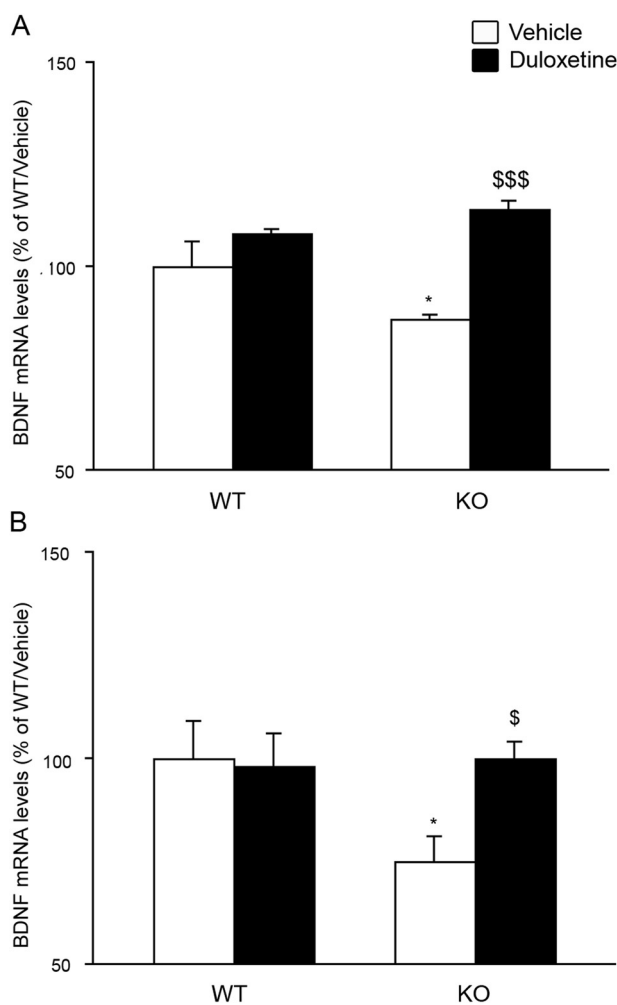 A
Vehicle
Duloxetine
BDNF mRNA levels (% of WT/Vehicle)
150
100
50
$$$
*
WT
KO
B
BDNF mRNA levels (% of WT/Vehicle)
150
100
50
$
*
WT
KO